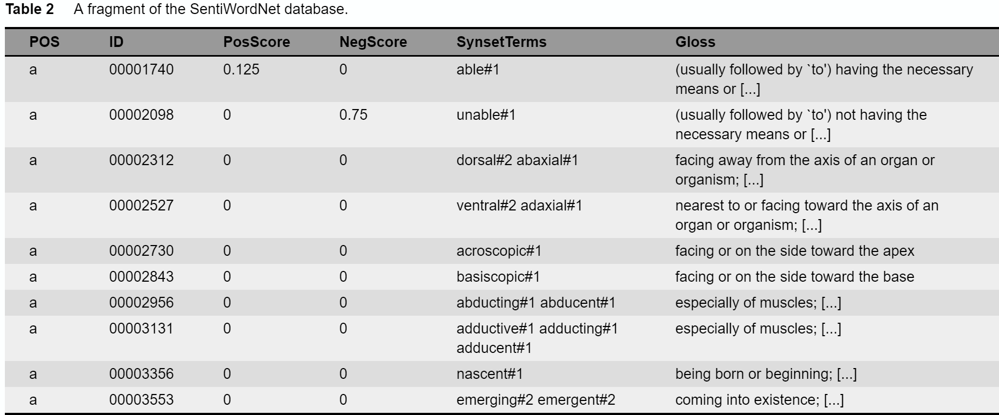 Table 2 A fragment of the SentiWordNet database.
POS ID PosScore NegScore SynsetTerms Gloss
a 00001740 0.125 0 able#1 (usually followed by `to') having the necessary
means or [...]
a 00002098 0 0.75 unable#1 (usually followed by `to') not having the
necessary means or [...]
a 00002312 0 0 dorsal#2 abaxial#1 facing away from the axis of an organ or
organism; [...]
a 00002527 0 0 ventral#2 adaxial#1 nearest to or facing toward the axis of an
organ or organism; [...]
a 00002730 0 0 acroscopic#1 facing or on the side toward the apex
a 00002843 0 0 basiscopic#1 facing or on the side toward the base
a 00002956 0 0 abducting#1 abducent#1 especially of muscles; [...]
a 00003131 0 0 adductive#1 adducting#1 especially of muscles; [...]
adducent#1
a 00003356 0 0 nascent#1 being born or beginning; [...]
a 00003553 0 0 emerging#2 emergent#2 coming into existence; [...]